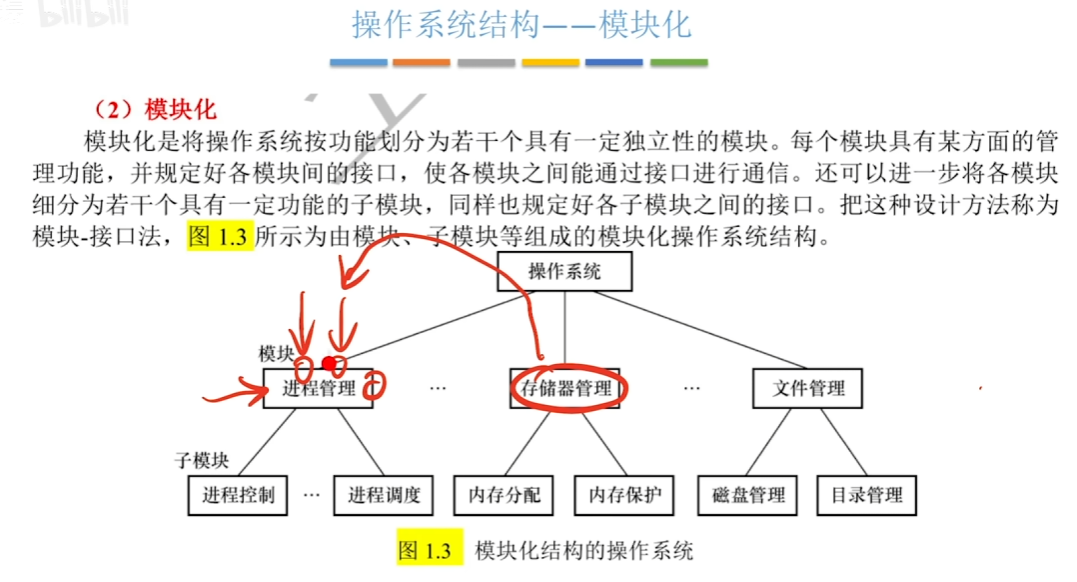 bilibili
操作系统结构——模块化
（2）模块化
模块化是将操作系统按功能划分为若干个具有一定独立性的模块。每个模块具有某方面的管
理功能，并规定好各模块间的接口，使各模块之间能通过接口进行通信。还可以进一步将各模块
细分为若干个具有一定功能的子模块，同样也规定好各子模块之间的接口。把这种设计方法称为
模块-接口法，图 1.3 所示为由模块、子模块等组成的模块化操作系统结构。
操作系统
模块
进程管理 … 存储器管理 … 文件管理
子模块
进程控制 … 进程调度 内存分配 内存保护 磁盘管理 目录管理
图 1.3 模块化结构的操作系统